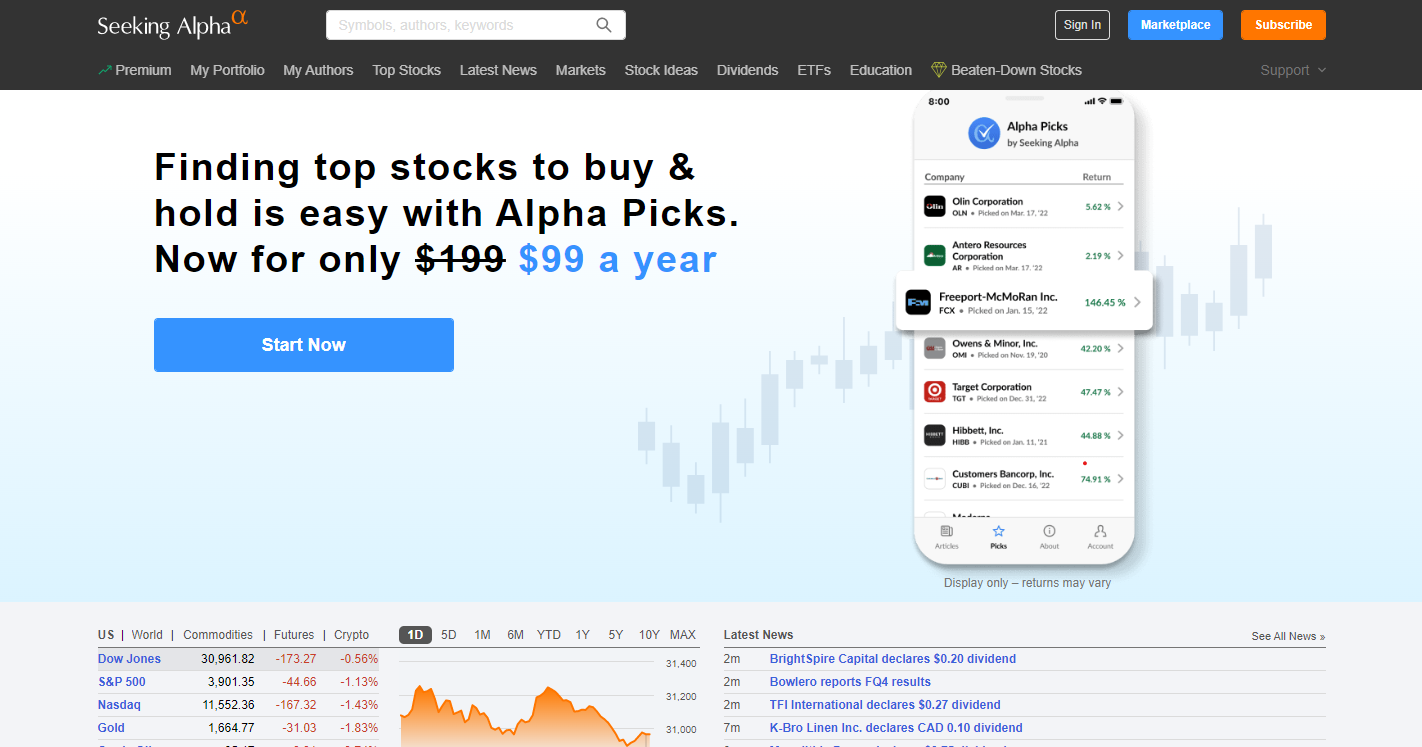 Seeking Alpha α
Symbols, authors, keywords
Sign In
Marketplace
Subscribe
Premium My Portfolio My Authors Top Stocks Latest News Markets Stock Ideas Dividends ETFs Education Beaten-Down Stocks Support
Finding top stocks to buy &
hold is easy with Alpha Picks.
Now for only $199 $99 a year
Start Now
8:00
Alpha Picks
by Seeking Alpha
Company Return
Olin
Olin Corporation
OLN • Picked on Mar. 17, '22
5.62 %
Antero Resources
Corporation
AR • Picked on Mar. 17, '22
2.19 %
FCX
Freeport-McMoRan Inc.
FCX • Picked on Jan. 15, '22
146.45 %
Owens & Minor, Inc.
OMI • Picked on Nov. 19, '20
42.20 %
Target Corporation
TGT • Picked on Dec. 31, '22
47.47 %
HIBBETT
Hibbett, Inc.
HIBB • Picked on Jan. 11, '21
44.88 %
Customers Bancorp, Inc.
CUBI • Picked on Dec. 16, '22
74.91 %
Articles Picks About Account
Display only – returns may vary
US | World | Commodities | Futures | Crypto
Dow Jones 30,961.82 -173.27 -0.56%
S&P 500 3,901.35 -44.66 -1.13%
Nasdaq 11,552.36 -167.32 -1.43%
Gold 1,664.77 -31.03 -1.83%
1D 5D 1M 6M YTD 1Y 5Y 10Y MAX
31,400
31,200
31,000
Latest News See All News »
2m BrightSpire Capital declares $0.20 dividend
2m Bowlero reports FQ4 results
2m TFI International declares $0.27 dividend
7m K-Bro Linen Inc. declares CAD 0.10 dividend